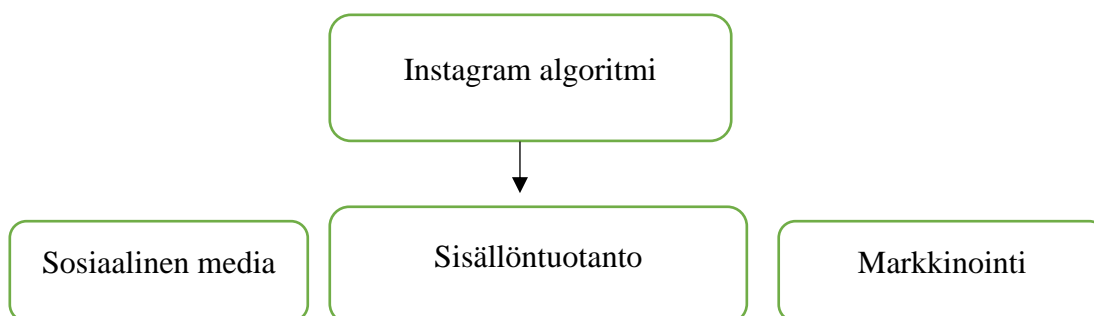 Instagram algoritmi
Sosiaalinen media
Sisällöntuotanto
Markkinointi